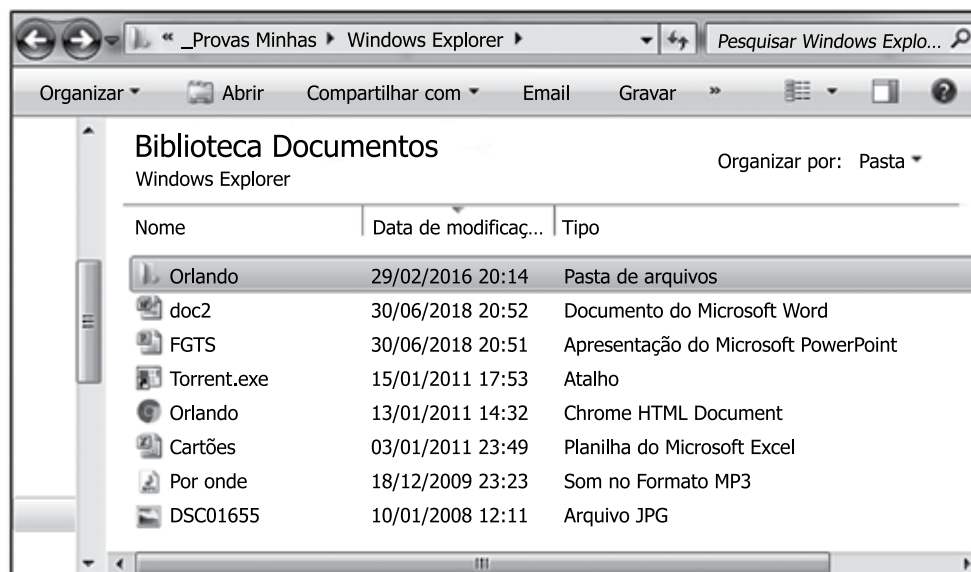 « _Provas Minhas Windows Explorer Pesquisar Windows Explo...
Organizar Abrir Compartilhar com Email Gravar »
Biblioteca Documentos
Windows Explorer
Organizar por: Pasta
Nome Data de modificaç... Tipo
Orlando 29/02/2016 20:14 Pasta de arquivos
doc2 30/06/2018 20:52 Documento do Microsoft Word
FGTS 30/06/2018 20:51 Apresentação do Microsoft PowerPoint
Torrent.exe 15/01/2011 17:53 Atalho
Orlando 13/01/2011 14:32 Chrome HTML Document
Cartões 03/01/2011 23:49 Planilha do Microsoft Excel
Por onde 18/12/2009 23:23 Som no Formato MP3
DSC01655 10/01/2008 12:11 Arquivo JPG